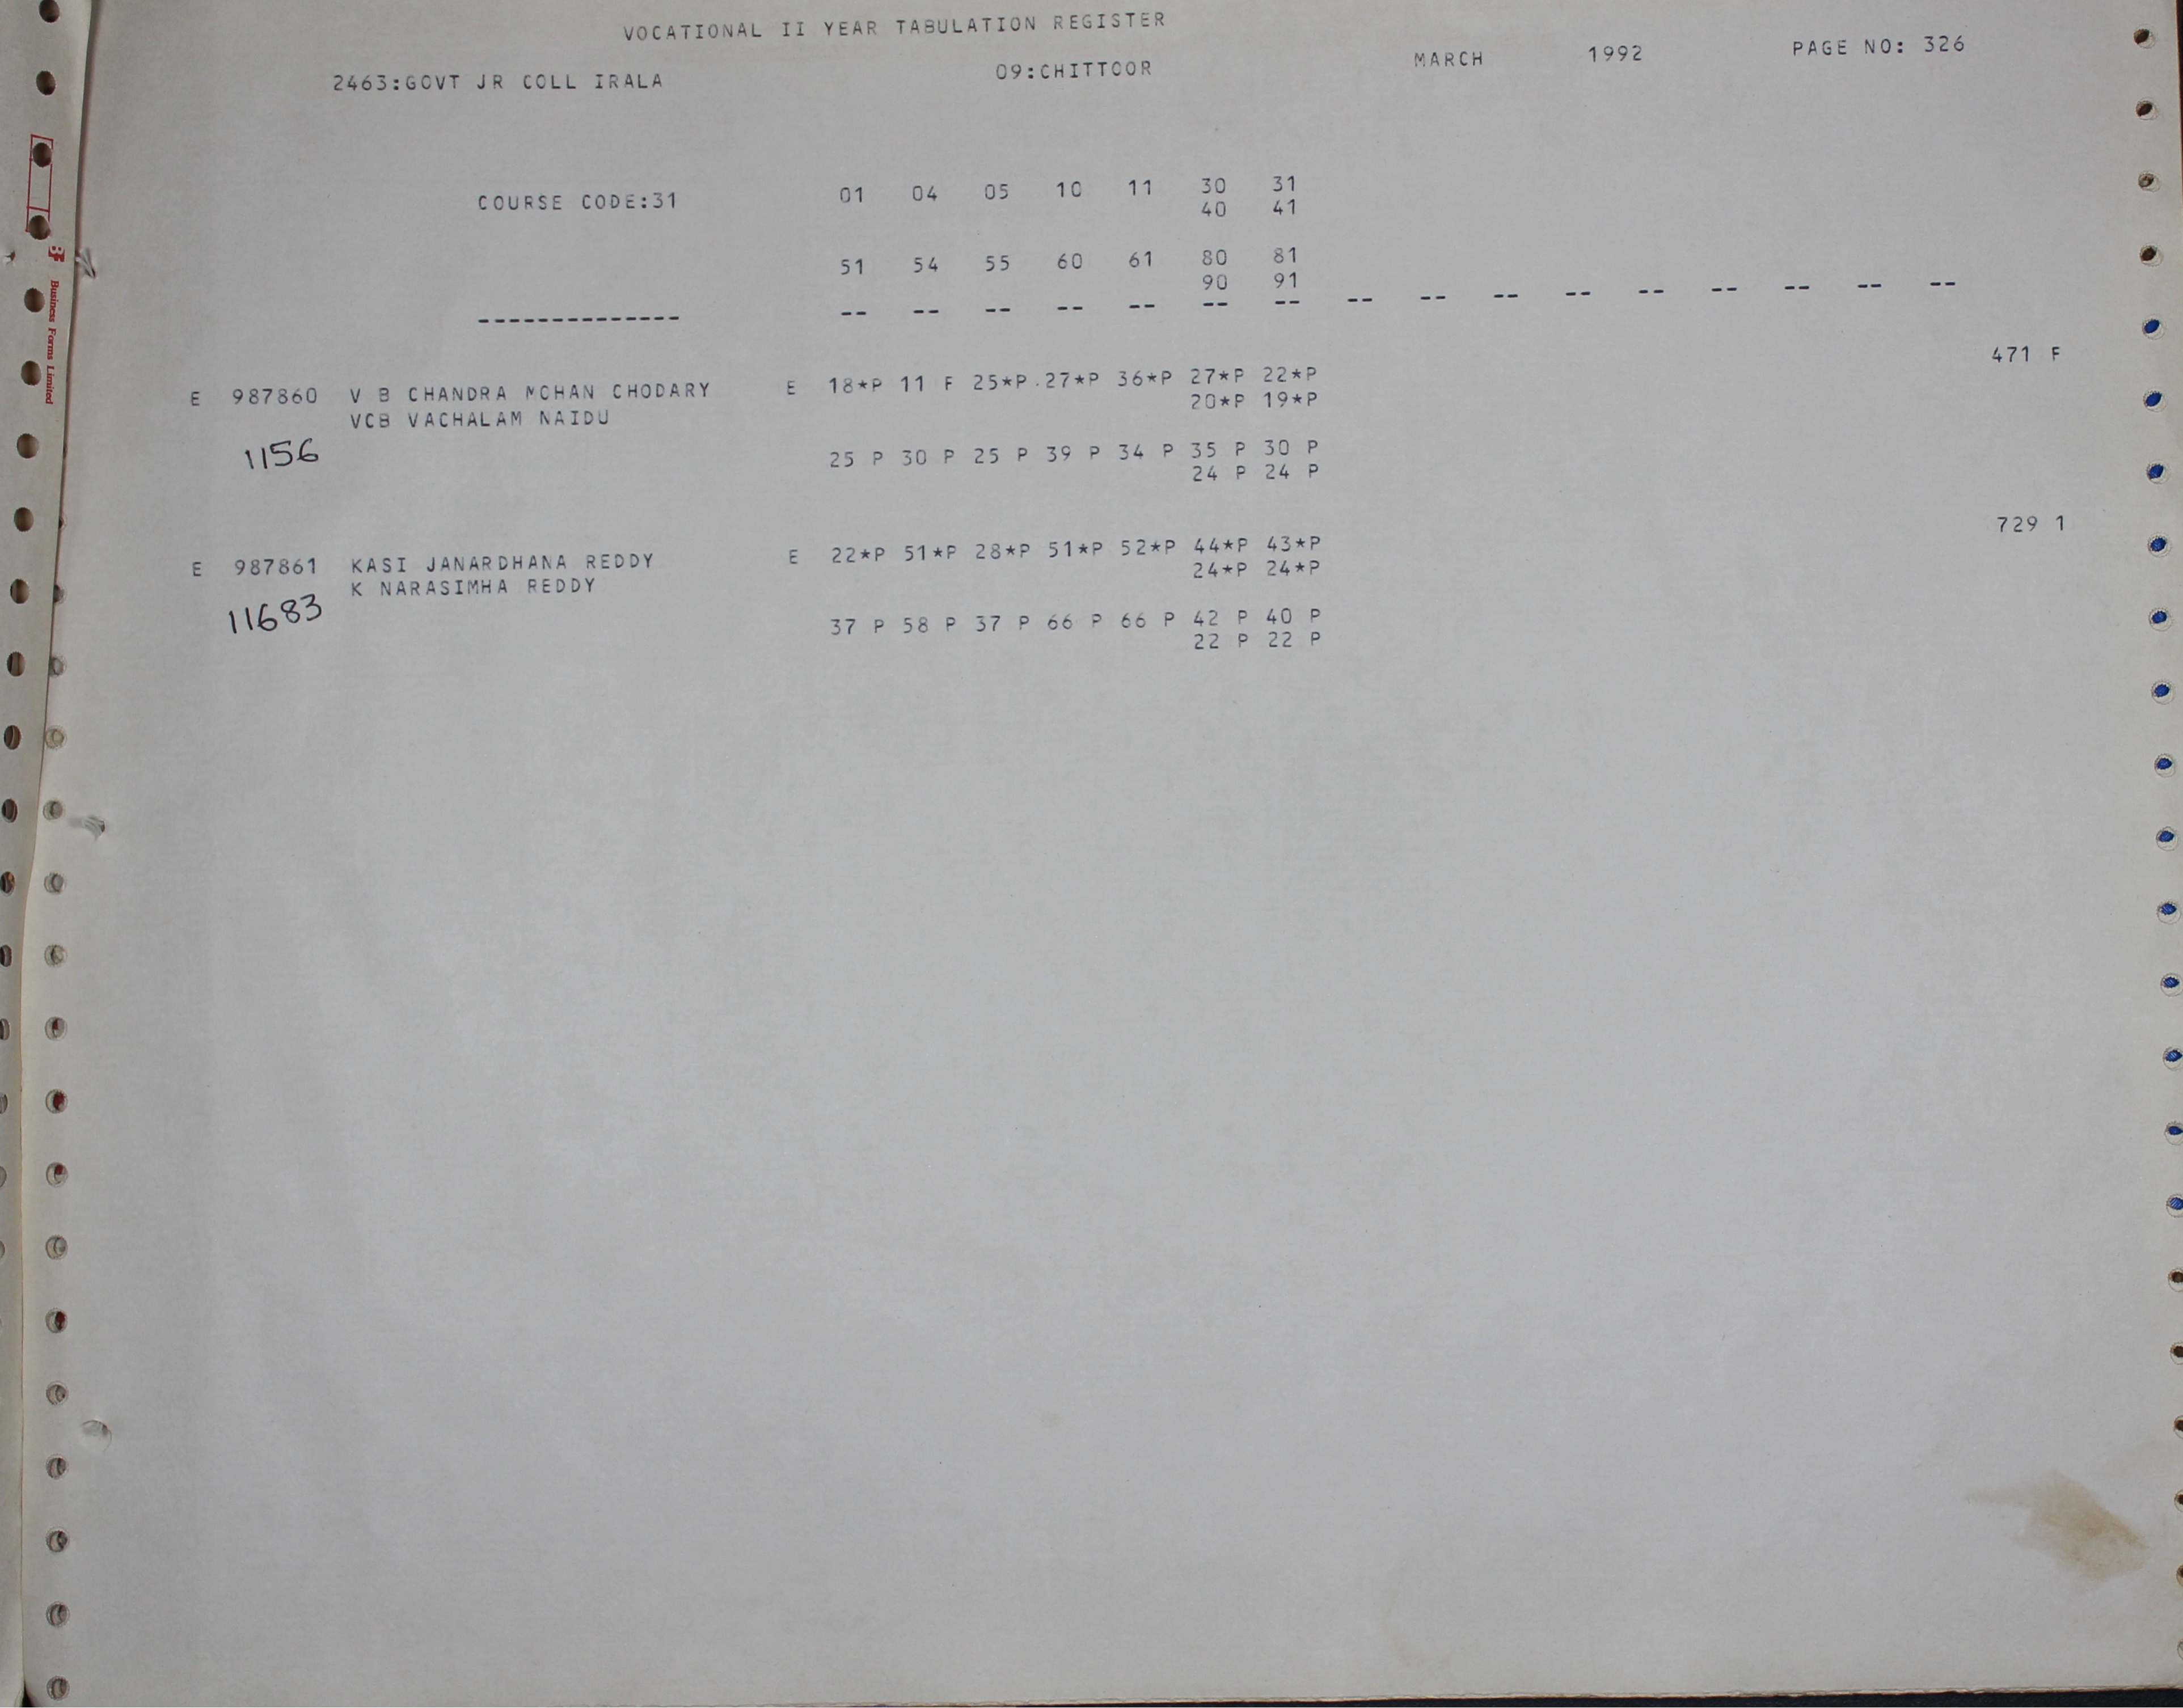 VOCATIONAL II YEAR TABULATION REGISTER
2463:GOVT JR COLL IRALA 09:CHITTOOR MARCH 1992 PAGE NO: 326
COURSE CODE:31 01 04 05 10 11 30 31
40 41
51 54 55 60 61 80 81
90 91
-------------- -- -- -- -- -- -- -- -- -- -- -- -- -- -- -- --
471 F
E 987860 V B CHANDRA MOHAN CHODARY E 18*P 11 F 25*P 27*P 36*P 27*P 22*P
VCB VACHALAM NAIDU 20*P 19*P
1156 25 P 30 P 25 P 39 P 34 P 35 P 30 P
24 P 24 P
729 1
E 987861 KASI JANARDHANA REDDY E 22*P 51*P 28*P 51*P 52*P 44*P 43*P
K NARASIMHA REDDY 24*P 24*P
11683 37 P 58 P 37 P 66 P 66 P 42 P 40 P
22 P 22 P
Business Forms Limited